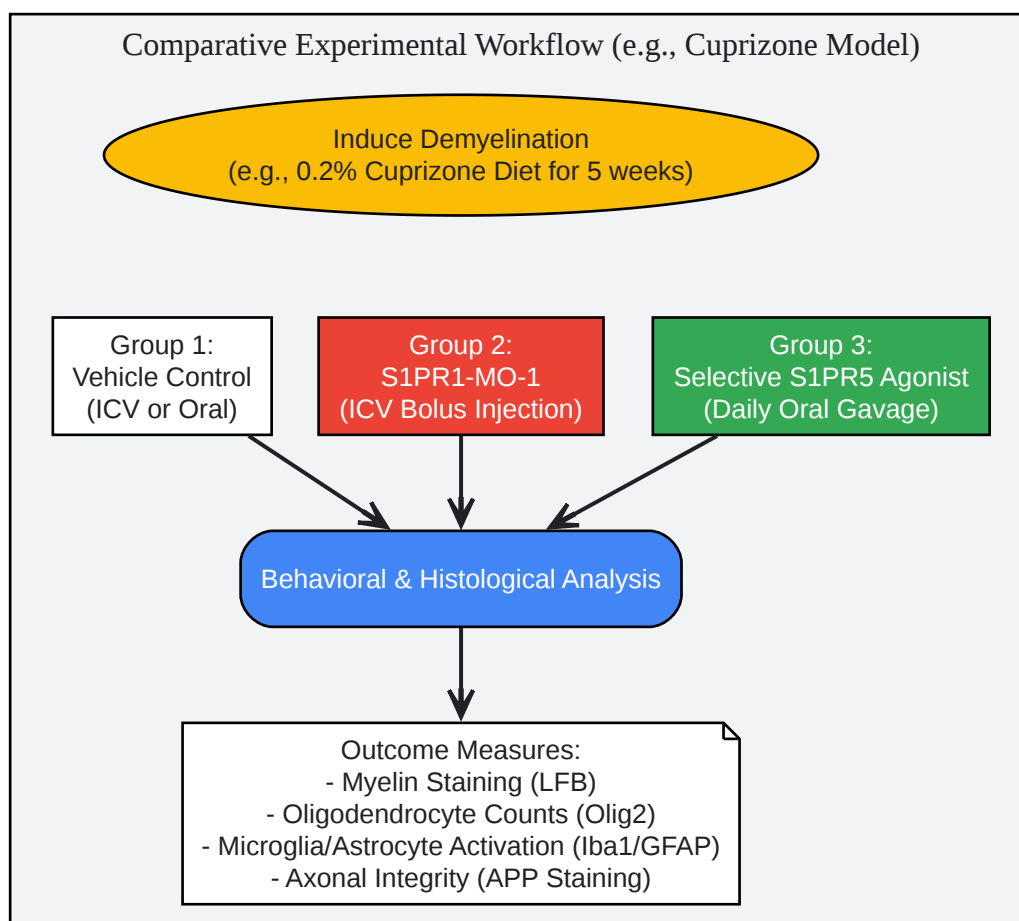 Comparative Experimental Workflow (e.g., Cuprizone Model)
Induce Demyelination
(e.g., 0.2% Cuprizone Diet for 5 weeks)
Group 1:
Vehicle Control
(ICV or Oral)
Group 2:
S1PR1-MO-1
(ICV Bolus Injection)
Group 3:
Selective S1PR5 Agonist
(Daily Oral Gavage)
Behavioral & Histological Analysis
Outcome Measures:
- Myelin Staining (LFB)
- Oligodendrocyte Counts (Olig2)
- Microglia/Astrocyte Activation (Iba1/GFAP)
- Axonal Integrity (APP Staining)